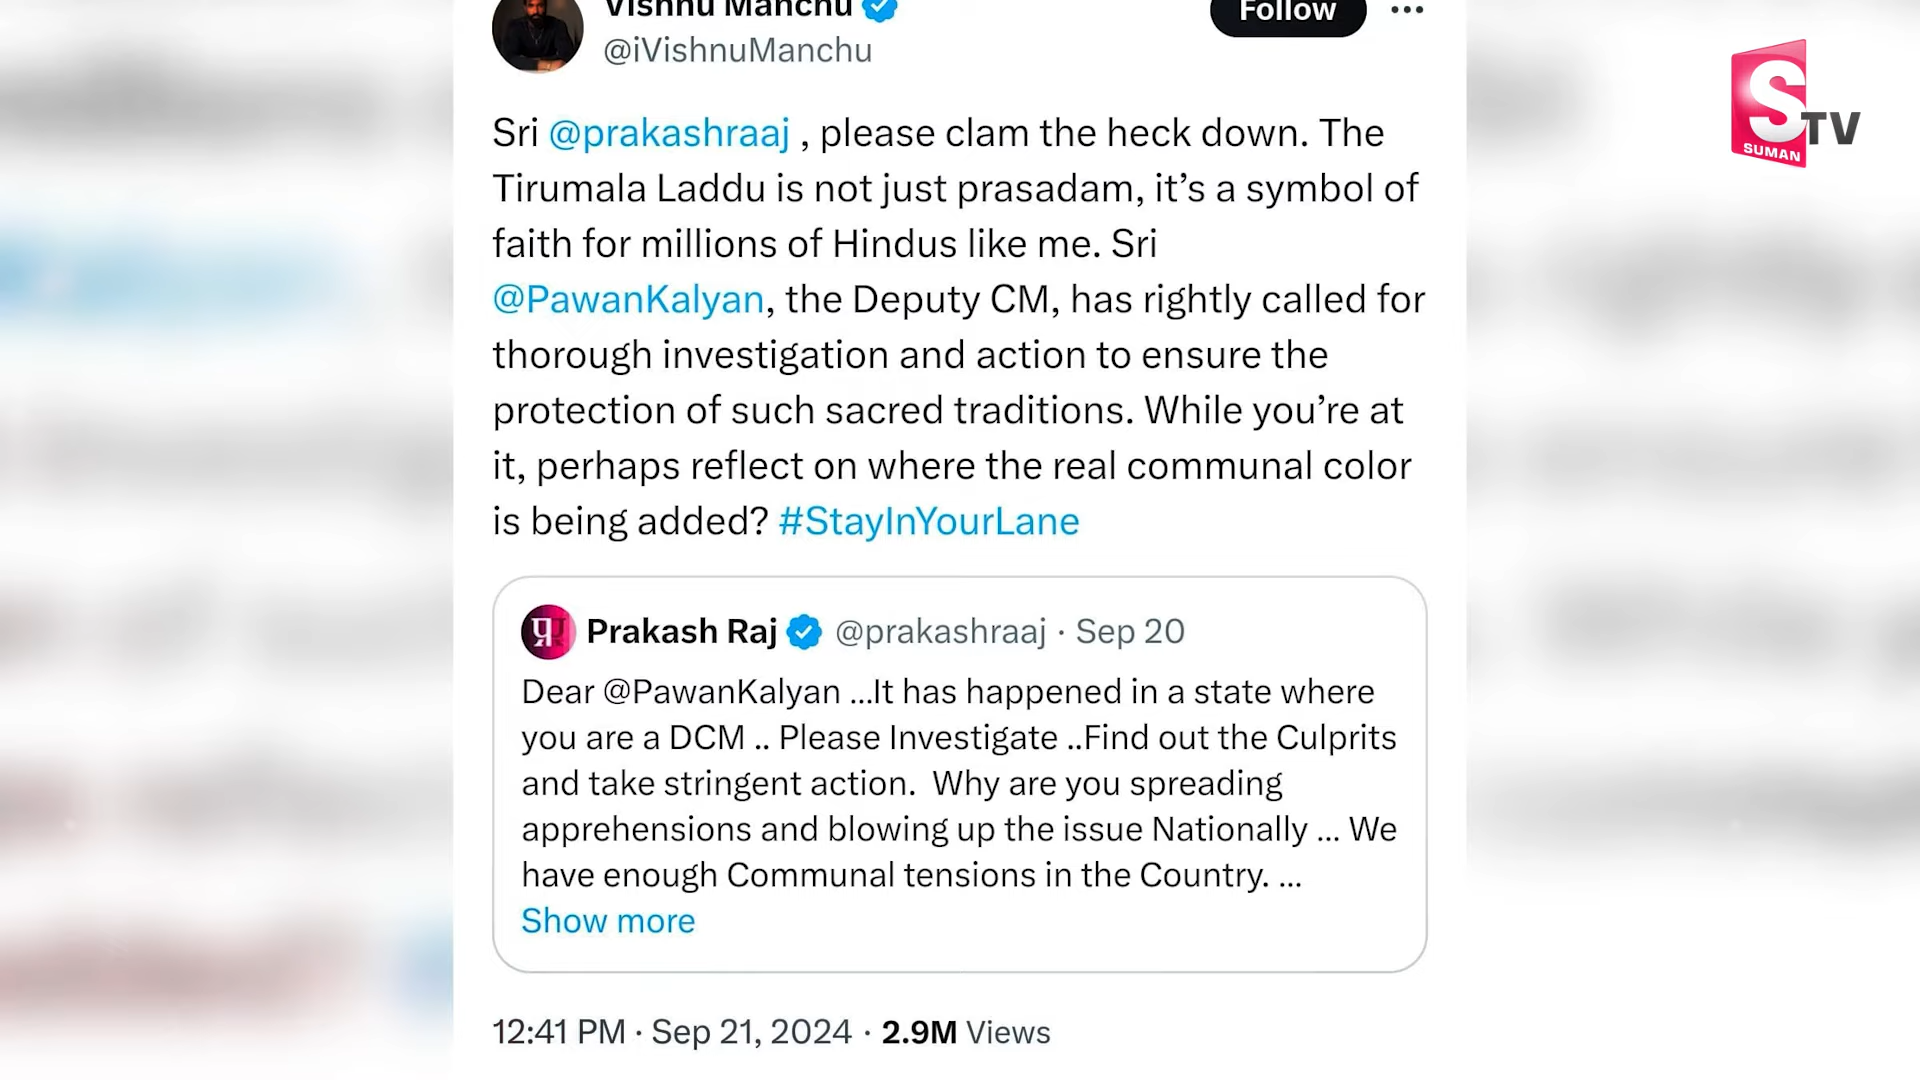 Vishnu Manchu
Follow
@iVishnuManchu
Sri @prakashraaj , please clam the heck down. The
Tirumala Laddu is not just prasadam, it’s a symbol of
faith for millions of Hindus like me. Sri
@PawanKalyan, the Deputy CM, has rightly called for
thorough investigation and action to ensure the
protection of such sacred traditions. While you’re at
it, perhaps reflect on where the real communal color
is being added? #StayInYourLane
Prakash Raj @prakashraaj · Sep 20
Dear @PawanKalyan ...It has happened in a state where
you are a DCM .. Please Investigate ..Find out the Culprits
and take stringent action.  Why are you spreading
apprehensions and blowing up the issue Nationally ... We
have enough Communal tensions in the Country. ...
Show more
12:41 PM · Sep 21, 2024 · 2.9M Views
S TV
SUMAN